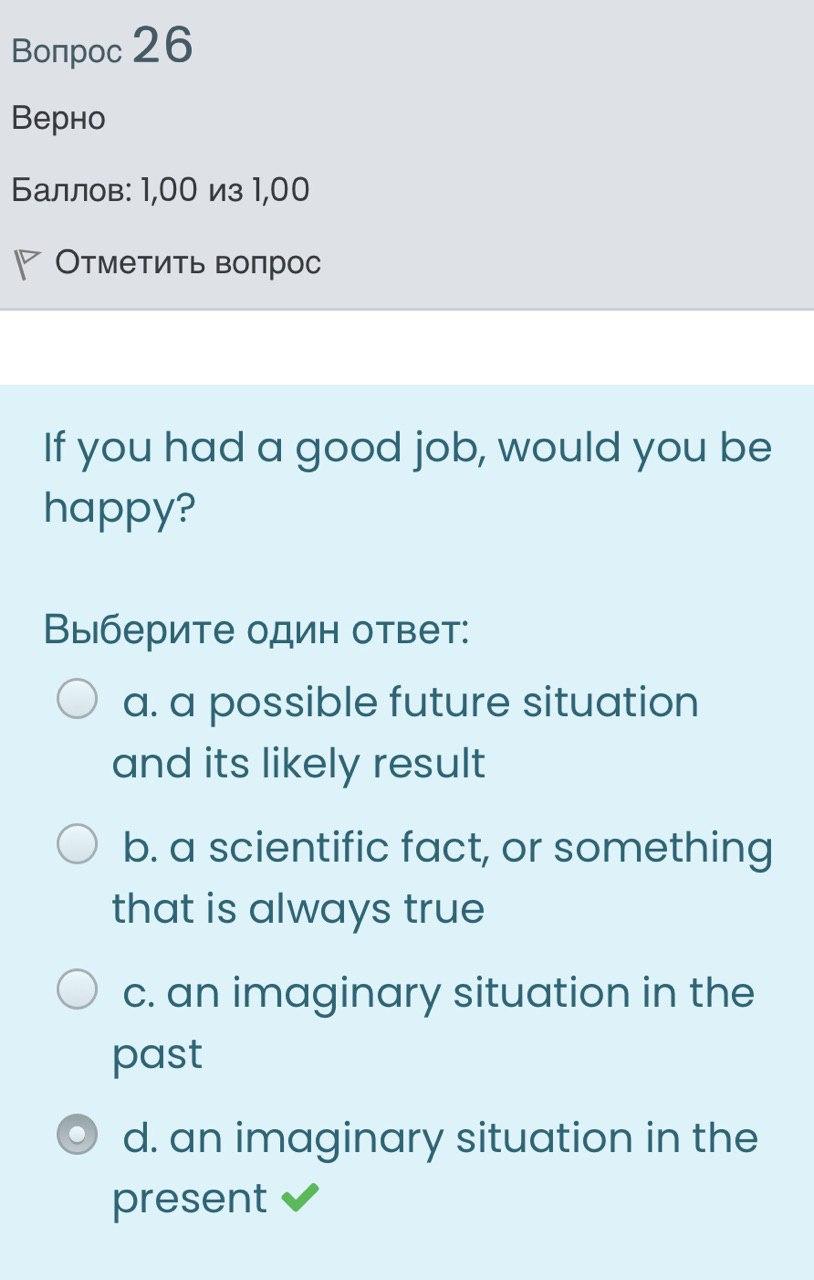 Вопрос 26
Верно
Баллов: 1,00 из 1,00
Отметить вопрос
If you had a good job, would you be
happy?
Выберите один ответ:
a. a possible future situation
and its likely result
b. a scientific fact, or something
that is always true
c. an imaginary situation in the
past
d. an imaginary situation in the
present